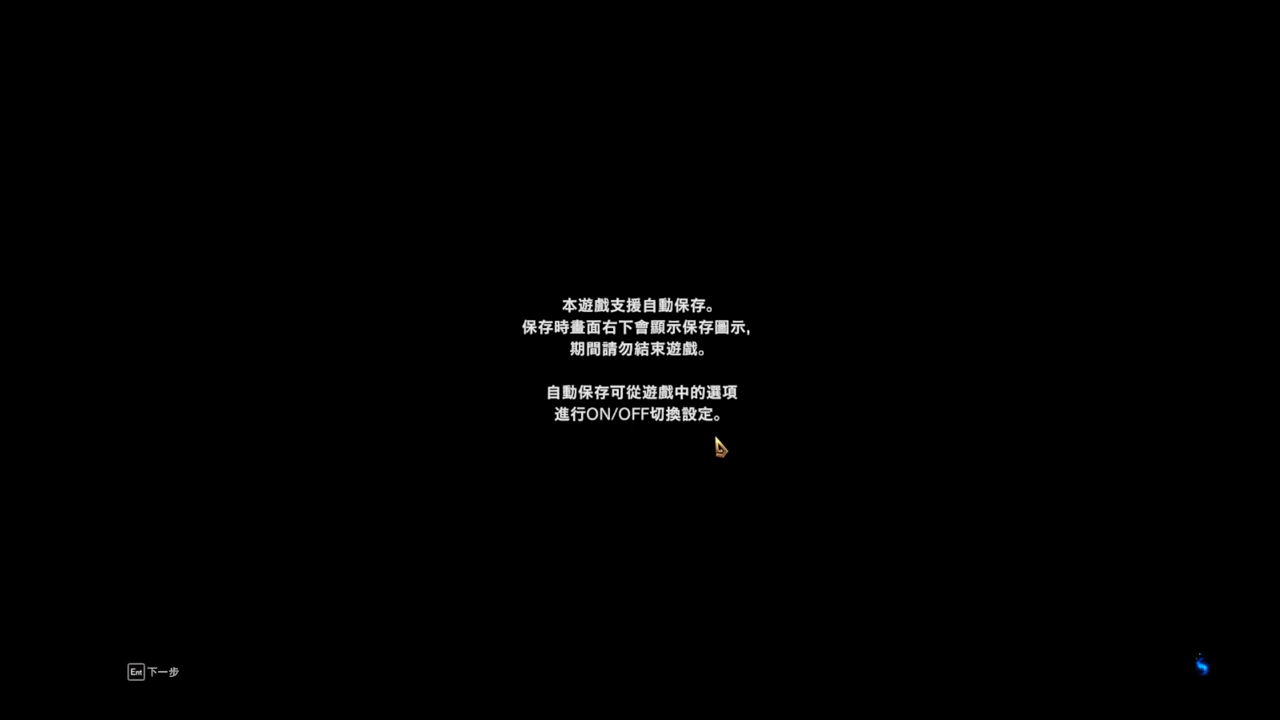 本遊戲支援自動保存。
保存時畫面右下會顯示保存圖示,
期間請勿結束遊戲。
自動保存可從遊戲中的選項
進行ON/OFF切換設定。
Ent 下一步